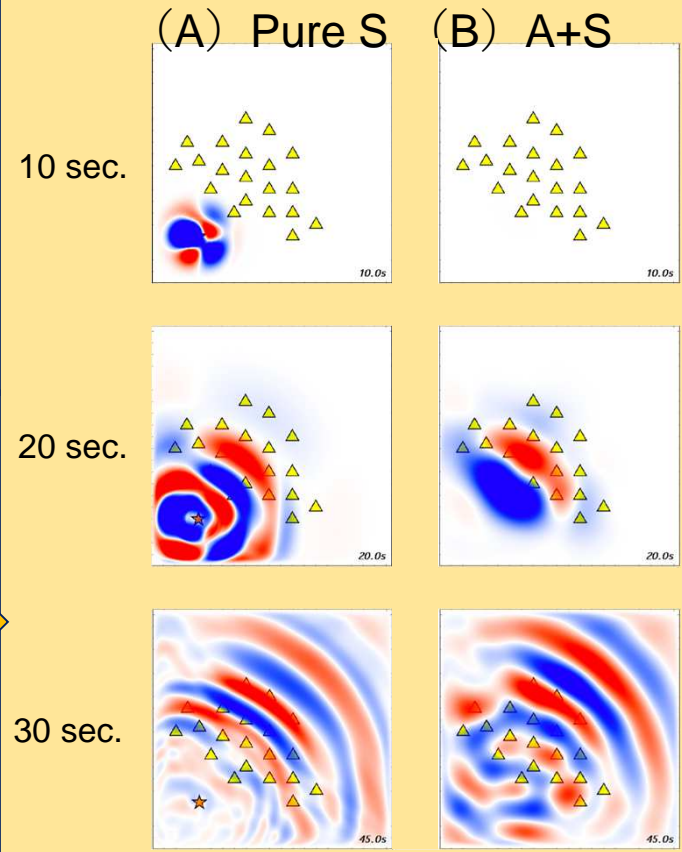 （A）Pure S （B）A+S
10 sec.
10.0s 10.0s
20 sec.
20.0s 20.0s
30 sec.
45.0s 45.0s